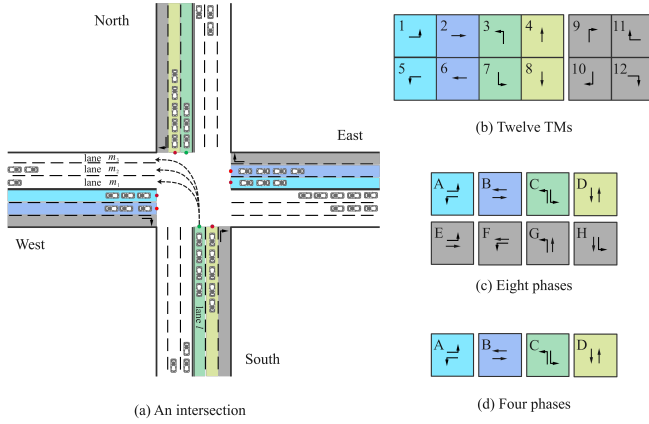 North
East
lane m3
lane m2
lane m1
West
lane l
South
(a) An intersection
1 2 3 4 9 11
5 6 7 8 10 12
(b) Twelve TMs
A B C D
E F G H
(c) Eight phases
A B C D
(d) Four phases